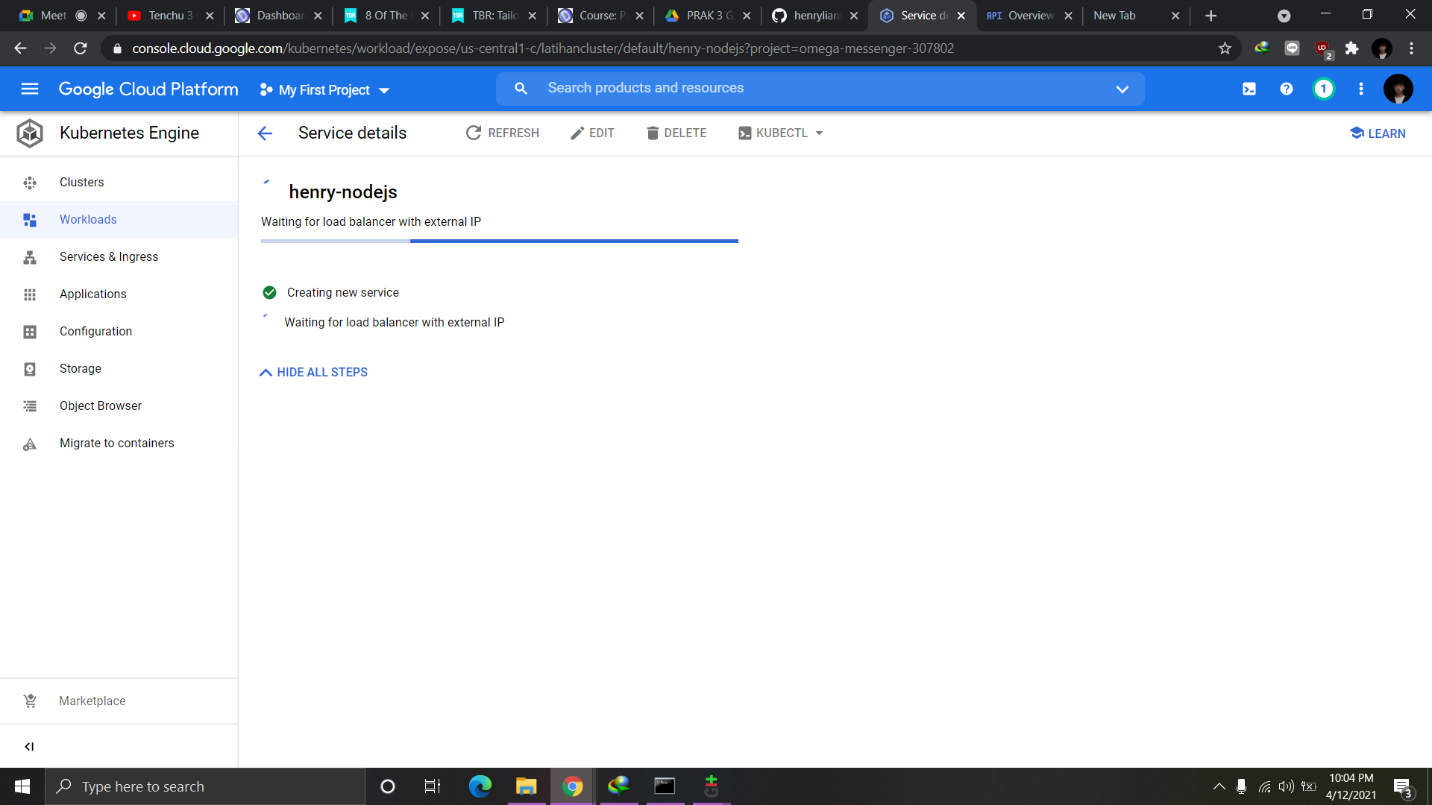 Meet
Tenchu 3
Dashboar
8 Of The
TBR: Tailo
Course: P
PRAK 3 G
henrylian
Service de
API Overview
New Tab
console.cloud.google.com/kubernetes/workload/expose/us-central1-c/latihancluster/default/henry-nodejs?project=omega-messenger-307802
2
Google Cloud Platform
My First Project
Search products and resources
1
Kubernetes Engine
Service details
REFRESH
EDIT
DELETE
KUBECTL
LEARN
Clusters
Workloads
Services & Ingress
Applications
Configuration
Storage
Object Browser
Migrate to containers
Marketplace
henry-nodejs
Waiting for load balancer with external IP
Creating new service
Waiting for load balancer with external IP
HIDE ALL STEPS
Type here to search
10:04 PM
4/12/2021
3